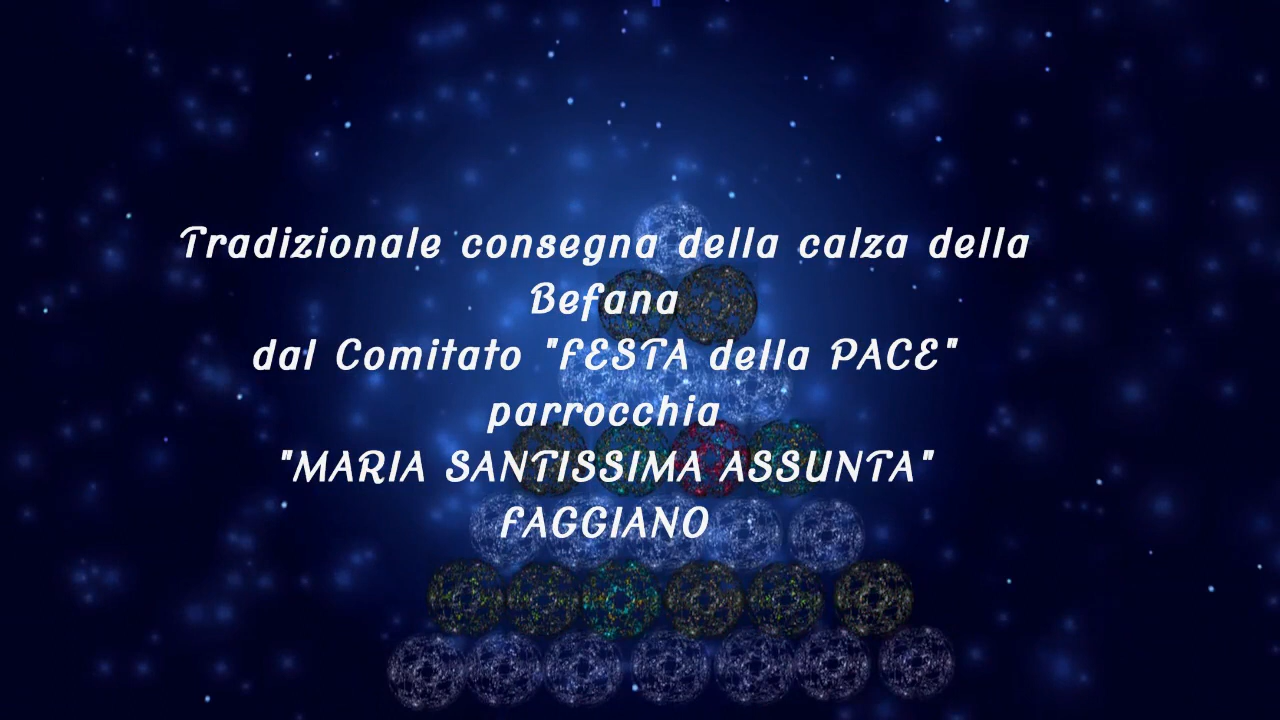 Tradizionale consegna della calza della
Befana
dal Comitato "FESTA della PACE"
parrocchia
"MARIA SANTISSIMA ASSUNTA"
FAGGIANO